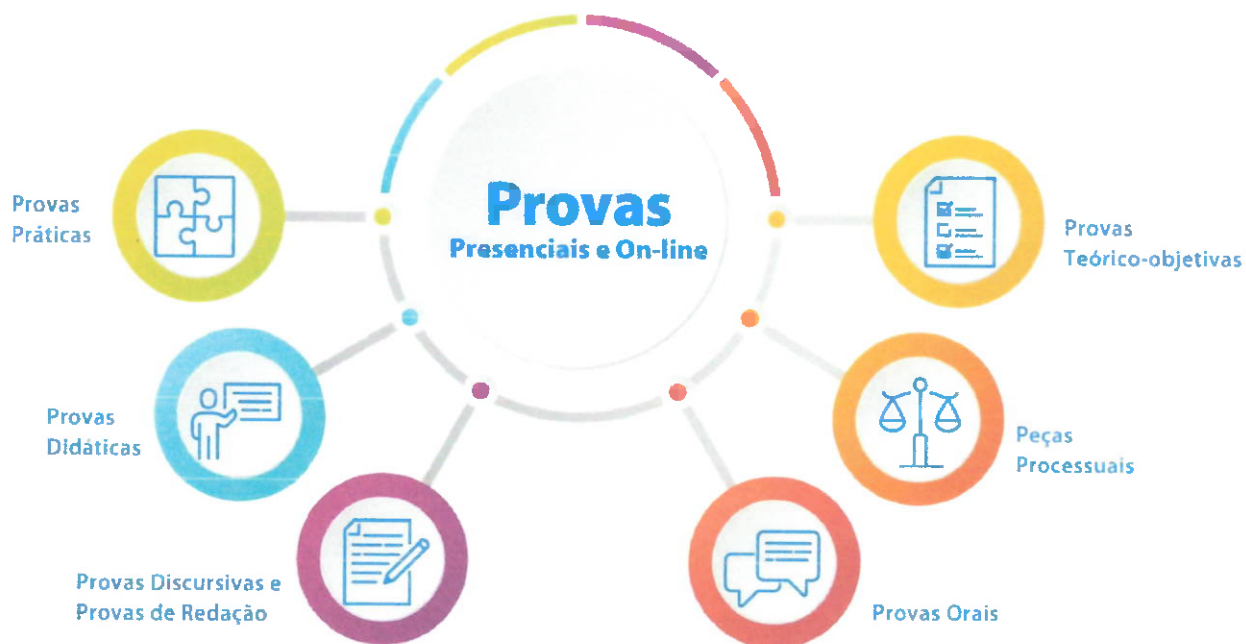 Provas
Presenciais e On-line
Provas
Práticas
Provas
Didáticas
Provas Discursivas e
Provas de Redação
Provas
Teórico-objetivas
Peças
Processuais
Provas Orais